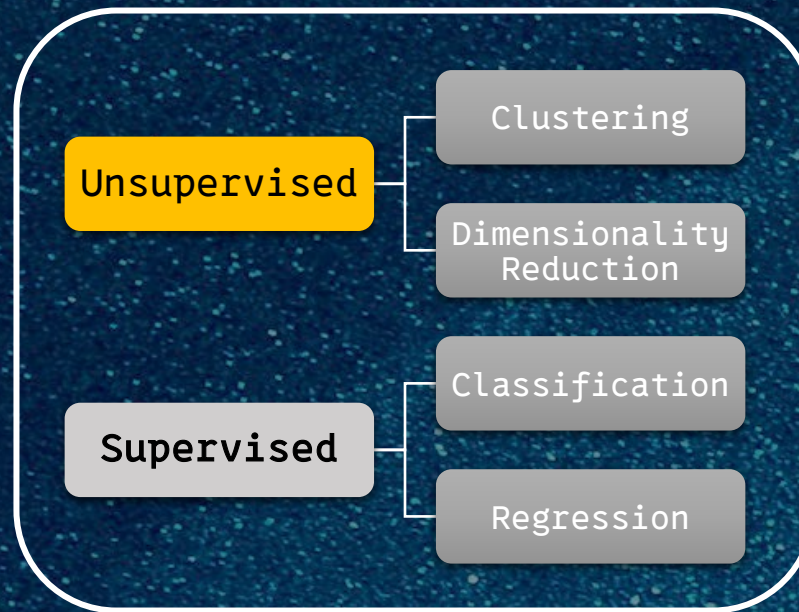 Unsupervised
Clustering
Dimensionality
Reduction
Supervised
Classification
Regression